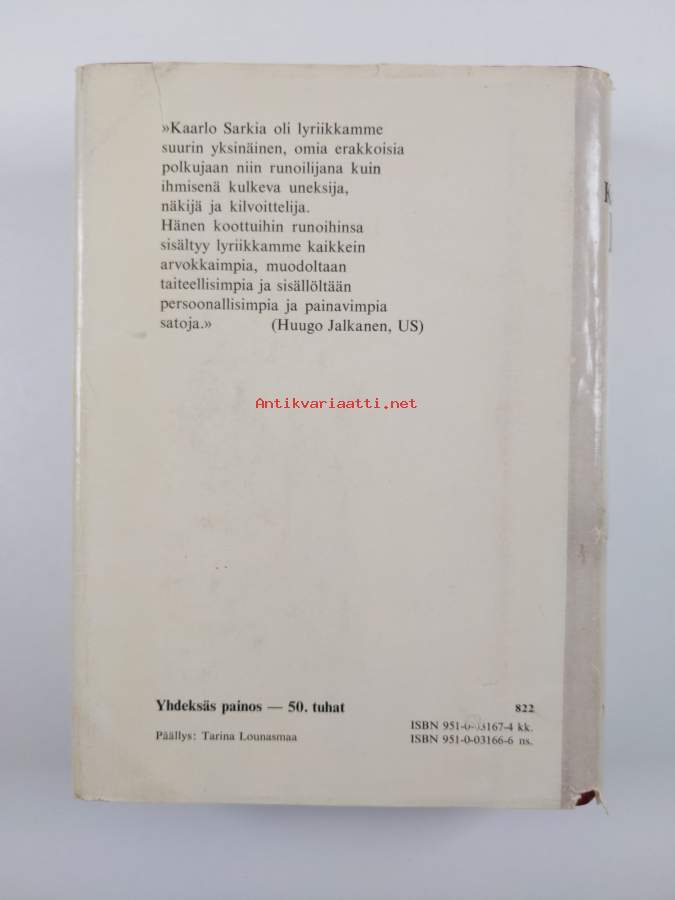 »Kaarlo Sarkia oli lyriikkamme
suurin yksinäinen, omia erakkoisia
polkujaan niin runoilijana kuin
ihmisenä kulkeva uneksija,
näkijä ja kilvoittelija.
Hänen koottuihin runoihinsa
sisältyy lyriikkamme kaikkein
arvokkaimpia, muodoltaan
taiteellisimpia ja sisällöltään
persoonallisimpia ja painavimpia
satoja.» (Huugo Jalkanen, US)
Antikvariaatti.net
Yhdeksäs painos — 50. tuhat 822
ISBN 951-0-03167-4 kk.
Päällys: Tarina Lounasmaa ISBN 951-0-03166-6 ns.